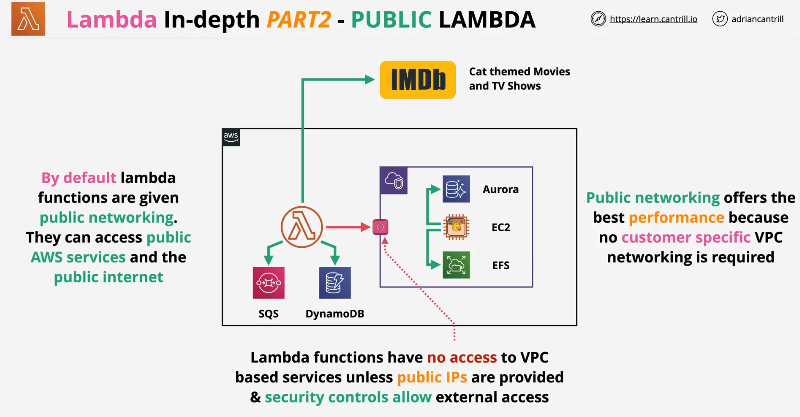 Lambda In-depth PART2 - PUBLIC LAMBDA
https://learn.cantrill.io
adriancantrill
IMDb
Cat themed Movies
and TV Shows
aws
By default lambda
functions are given
public networking.
They can access public
AWS services and the
public internet
Aurora
EC2
EFS
SQS
DynamoDB
Public networking offers the
best performance because
no customer specific VPC
networking is required
Lambda functions have no access to VPC
based services unless public IPs are provided
& security controls allow external access